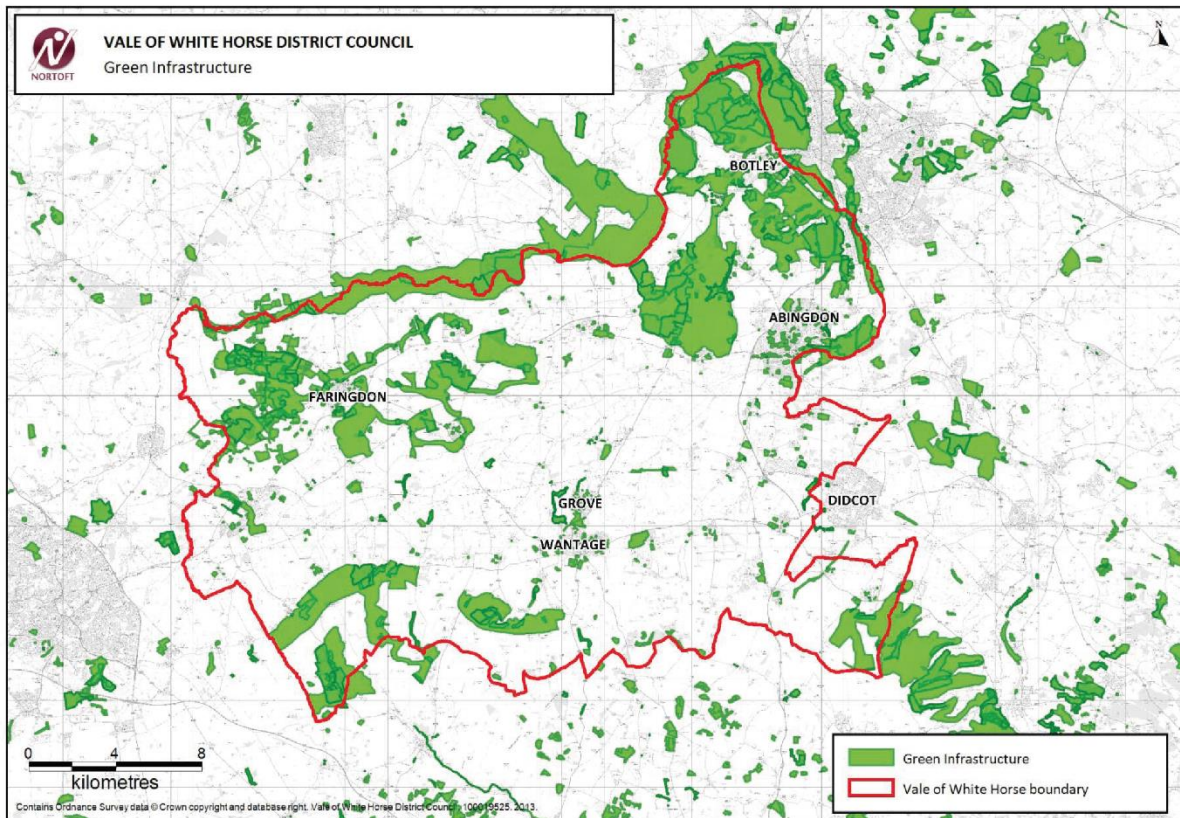 VALE OF WHITE HORSE DISTRICT COUNCIL
Green Infrastructure
NORTOFT
N
BOTLEY
ABINGDON
FARINGDON
GROVE
WANTAGE
DIDCOT
0 4 8
kilometres
Green Infrastructure
Vale of White Horse boundary
Contains Ordnance Survey data © Crown copyright and database right. Vale of White Horse District Council 100019525. 2013.